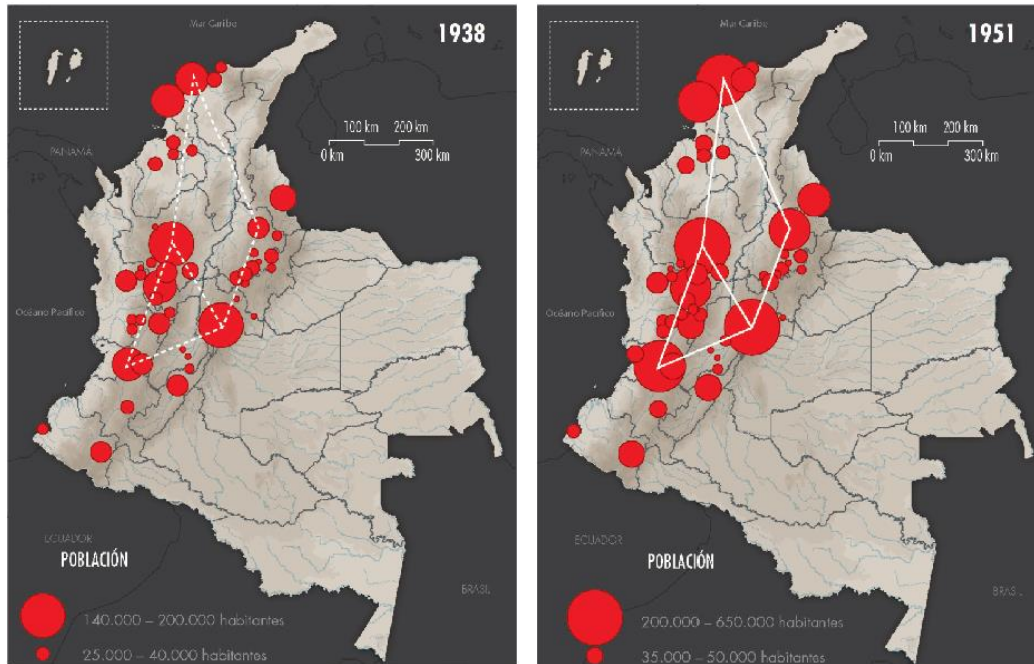 Mar Caribe
1938
100 km 200 km
0 km 300 km
PANAMA
Océano Pacífico
ECUADOR
POBLACIÓN
BRASIL
140.000 – 200.000 habitantes
25.000 – 40.000 habitantes
Mar Caribe
1951
100 km 200 km
0 km 300 km
PANAMA
Océano Pacífico
ECUADOR
POBLACIÓN
BRASIL
200.000 – 650.000 habitantes
35.000 – 50.000 habitantes